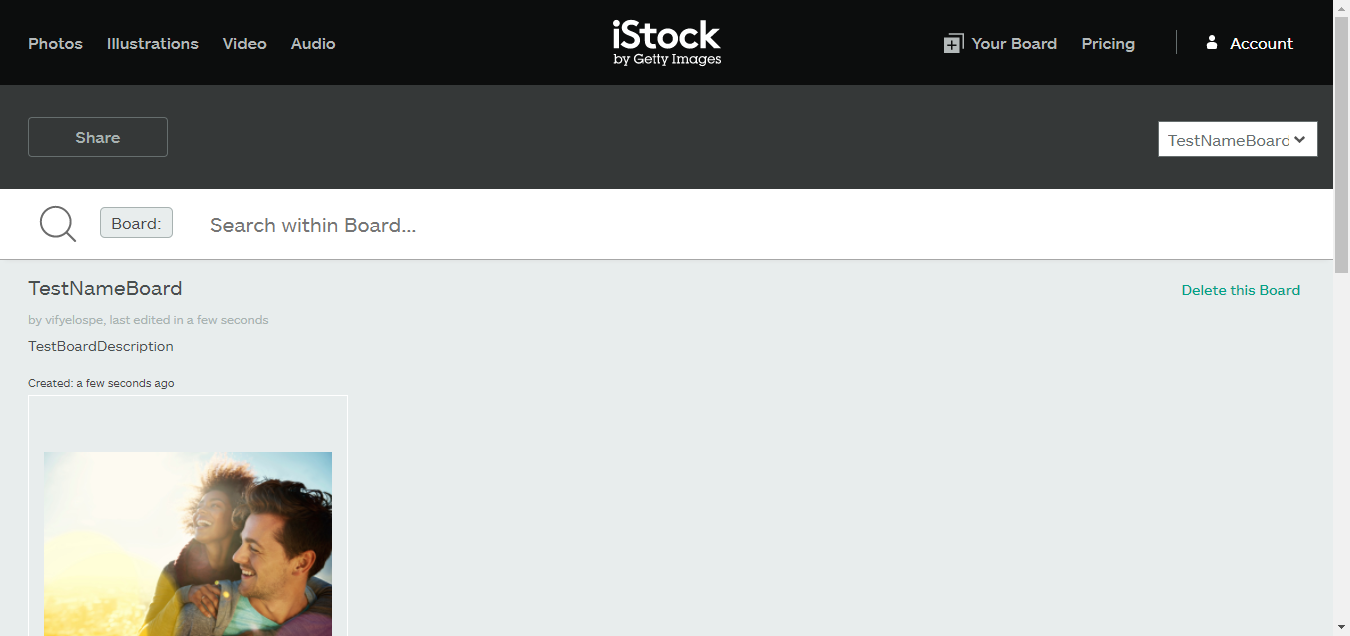 Photos Illustrations Video Audio
iStock
by Getty Images
Your Board Pricing Account
Share
TestNameBoard
Board: Search within Board...
TestNameBoard
Delete this Board
by vifyelospe, last edited in a few seconds
TestBoardDescription
Created: a few seconds ago